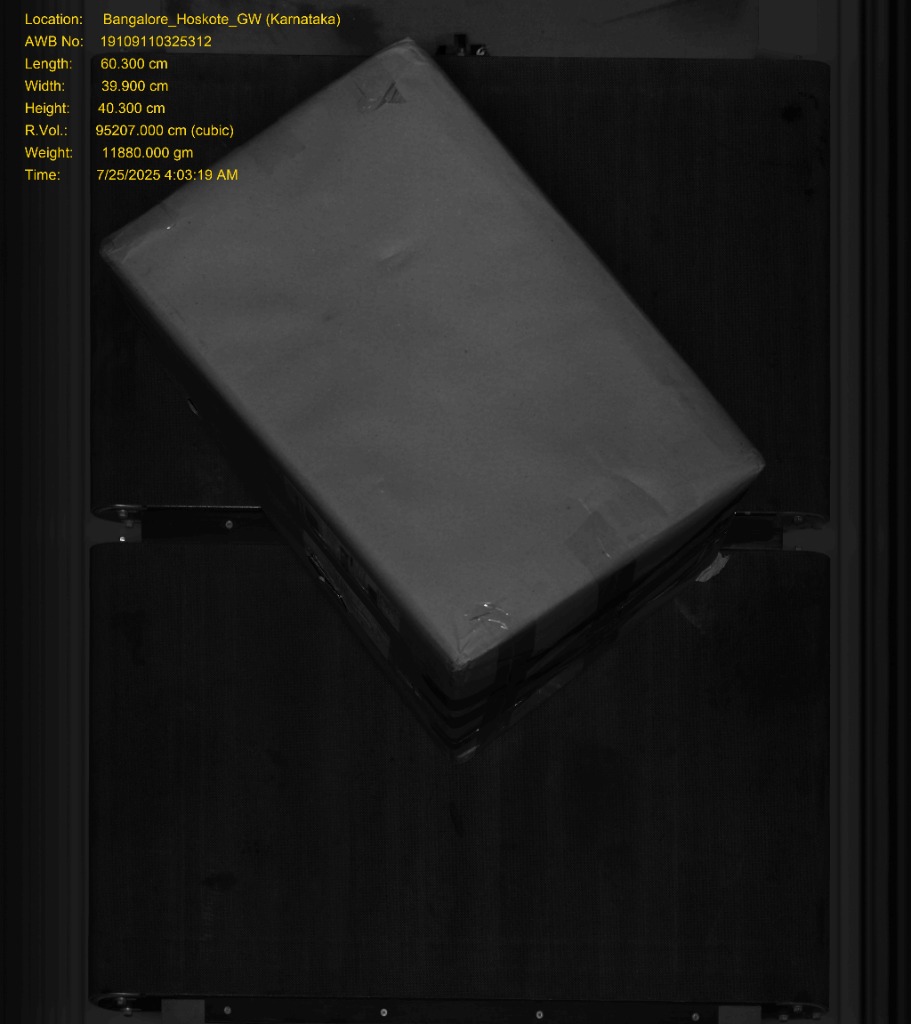 Location: Bangalore_Hoskote_GW (Karnataka)
AWB No: 19109110325312
Length: 60.300 cm
Width: 39.900 cm
Height: 40.300 cm
R.Vol.: 95207.000 cm (cubic)
Weight: 11880.000 gm
Time: 7/25/2025 4:03:19 AM